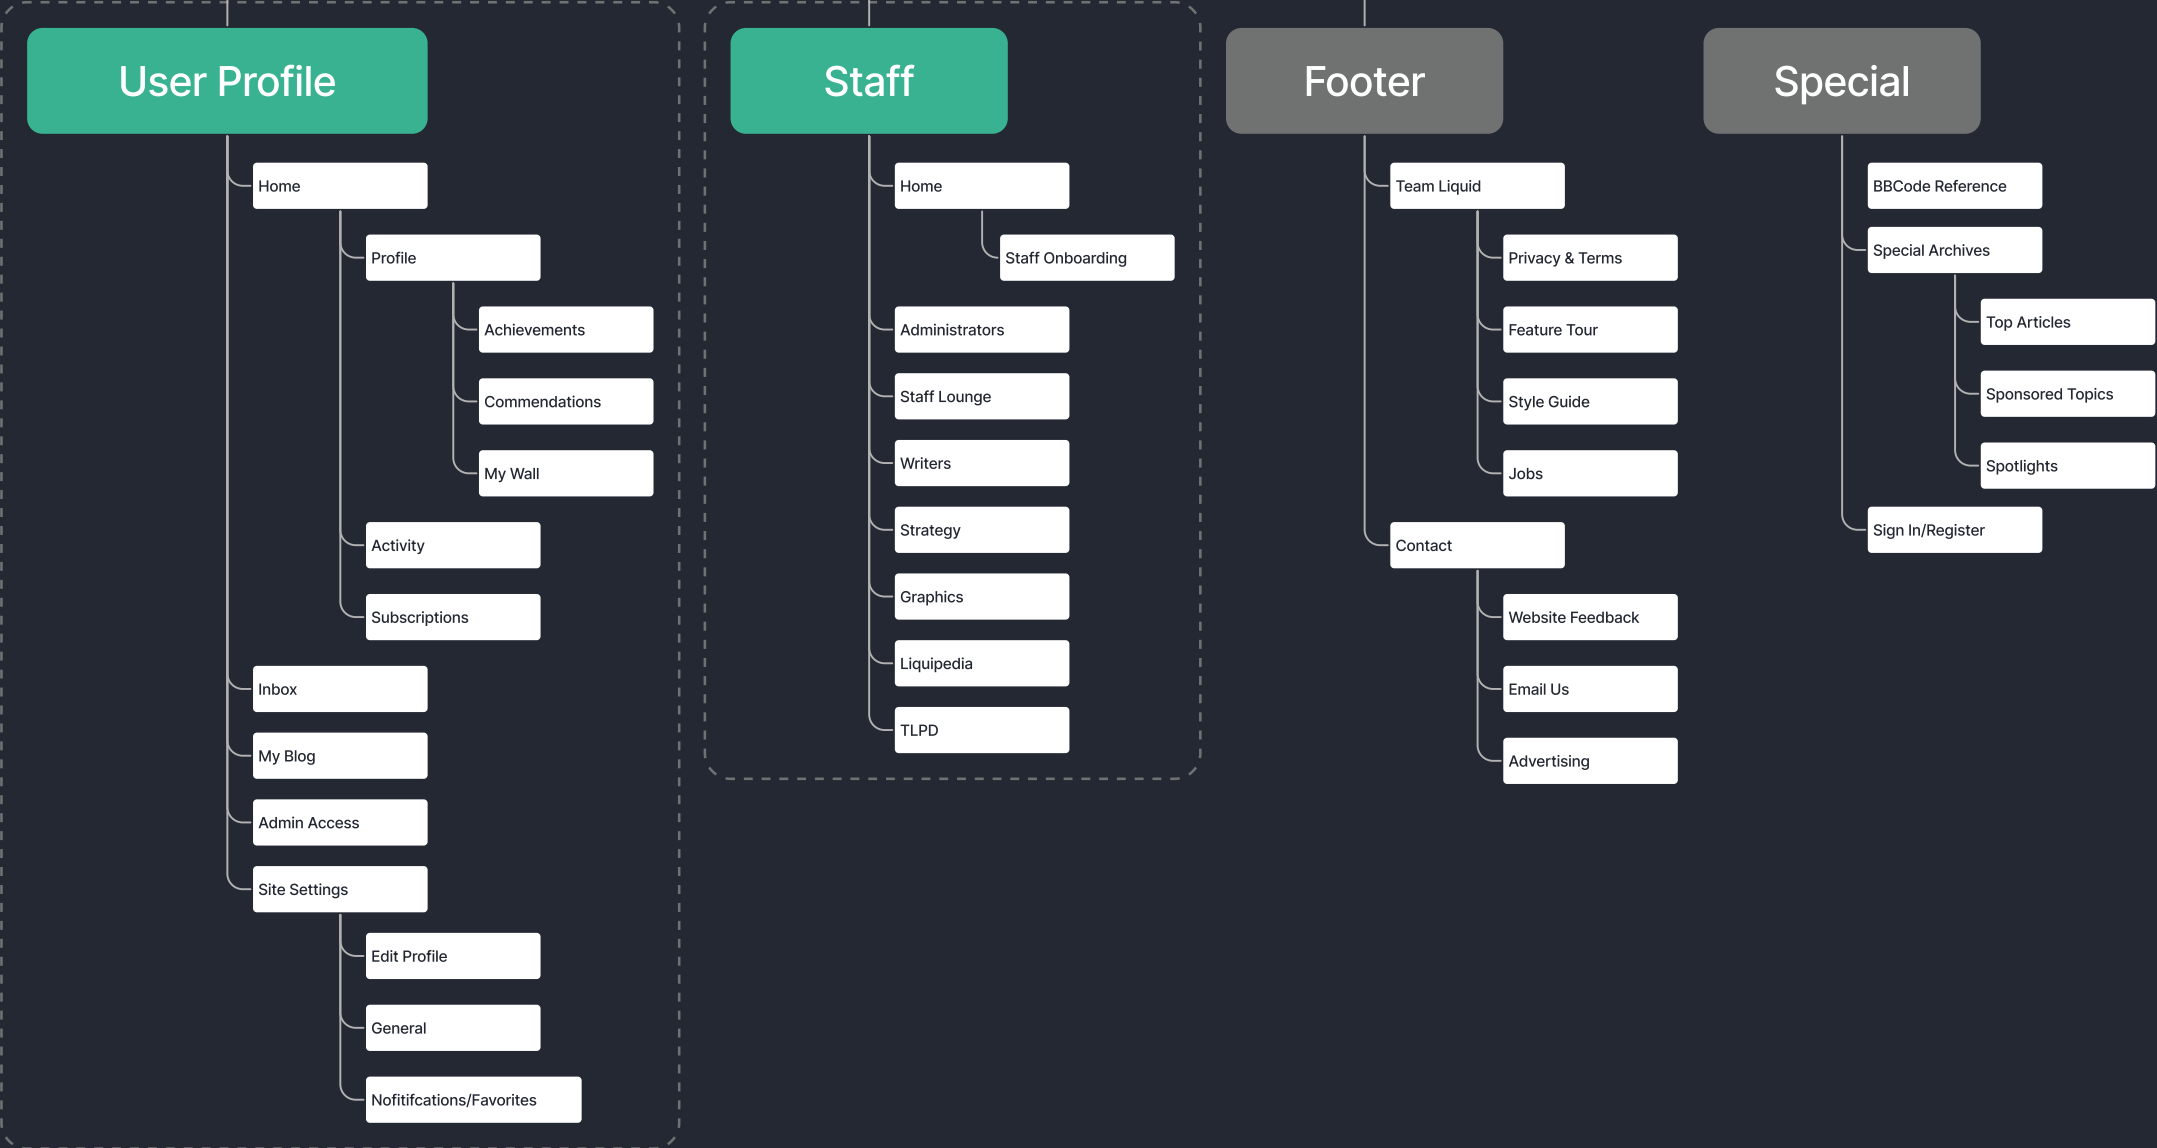 User Profile
Home
Profile
Achievements
Commendations
My Wall
Activity
Subscriptions
Inbox
My Blog
Admin Access
Site Settings
Edit Profile
General
Nofitifcations/Favorites
Staff
Home
Staff Onboarding
Administrators
Staff Lounge
Writers
Strategy
Graphics
Liquipedia
TLPD
Footer
Team Liquid
Privacy & Terms
Feature Tour
Style Guide
Jobs
Contact
Website Feedback
Email Us
Advertising
Special
BBCode Reference
Special Archives
Top Articles
Sponsored Topics
Spotlights
Sign In/Register